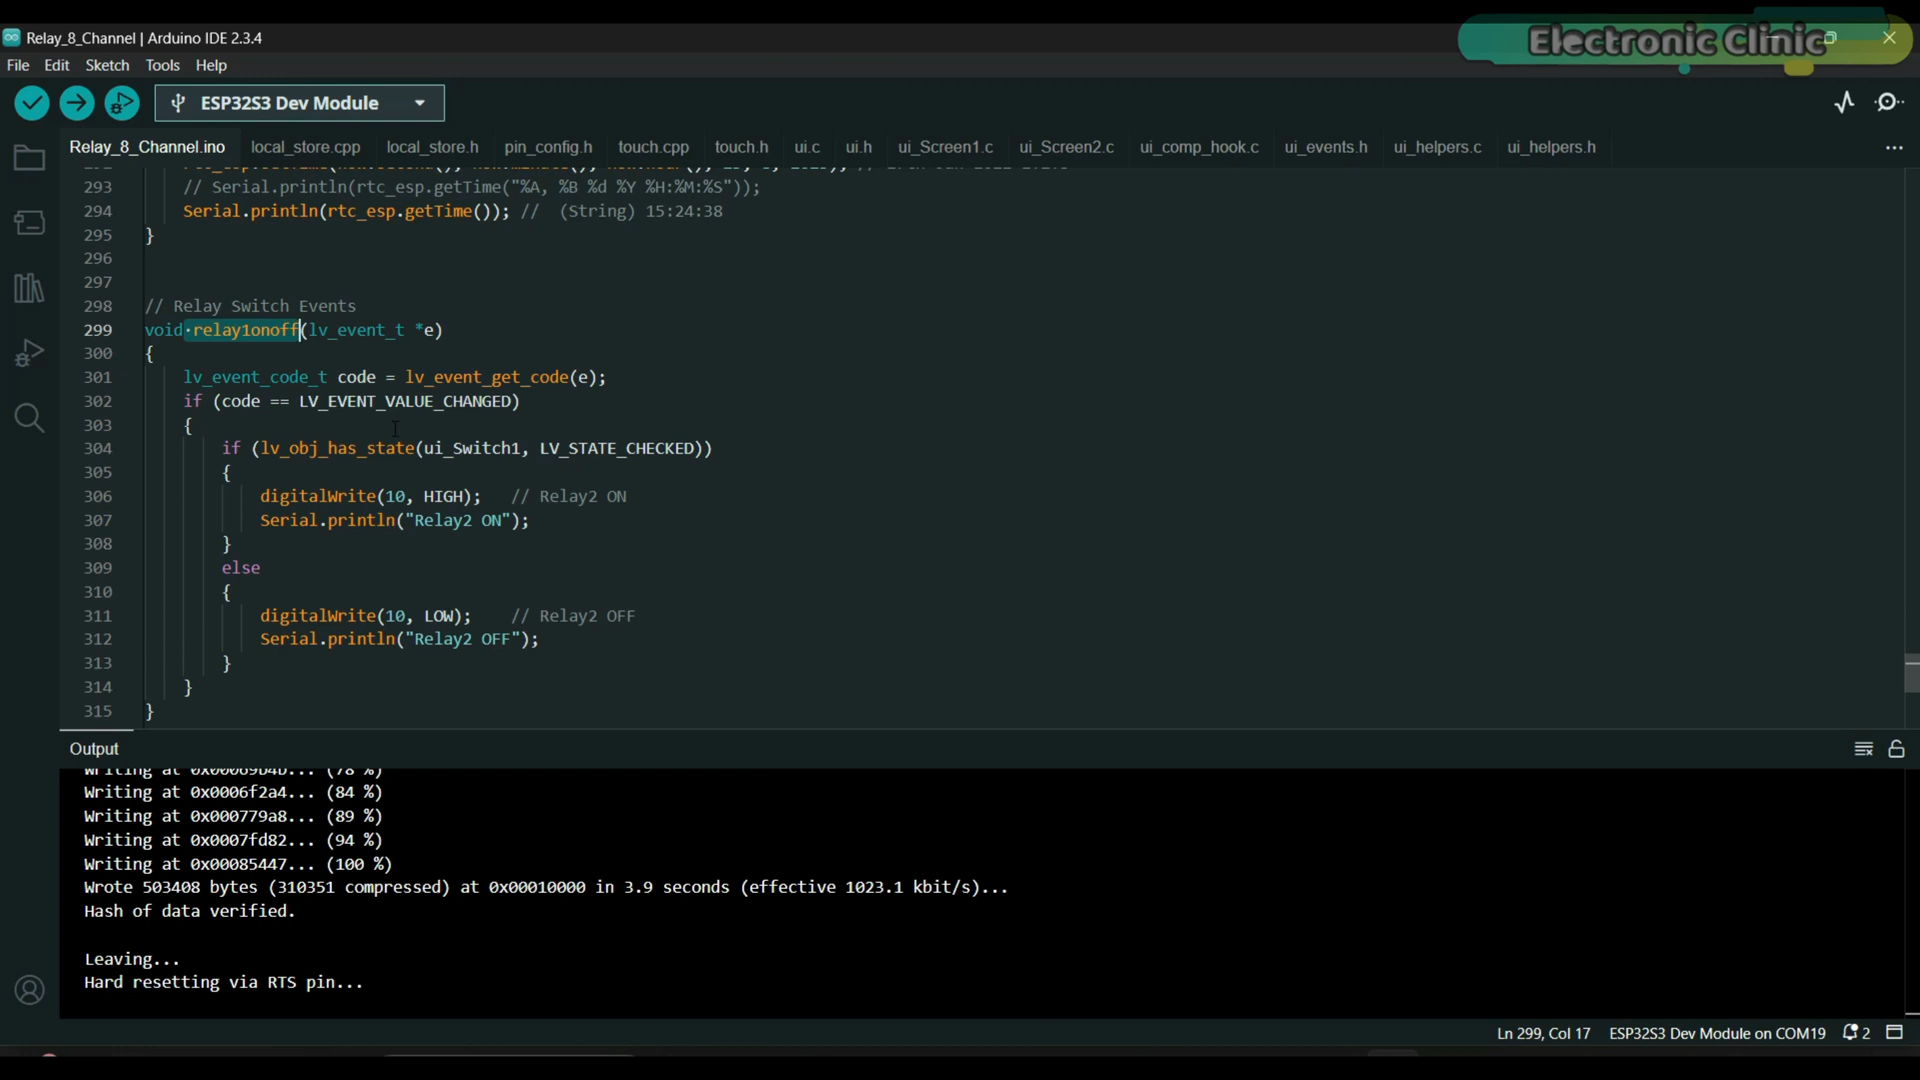 Relay_8_Channel | Arduino IDE 2.3.4
Electronic Clinic
File Edit Sketch Tools Help
ESP32S3 Dev Module
Relay_8_Channel.ino local_store.cpp local_store.h pin_config.h touch.cpp touch.h ui.c ui.h ui_Screen1.c ui_Screen2.c ui_comp_hook.c ui_events.h ui_helpers.c ui_helpers.h ...
293 // Serial.println(rtc_esp.getTime("%A, %B %d %Y %H:%M:%S"));
294 Serial.println(rtc_esp.getTime()); // (String) 15:24:38
295 }
296
297
298 // Relay Switch Events
299 void·relay1onoff(lv_event_t *e)
300 {
301 lv_event_code_t code = lv_event_get_code(e);
302 if (code == LV_EVENT_VALUE_CHANGED)
303 {
304 if (lv_obj_has_state(ui_Switch1, LV_STATE_CHECKED))
305 {
306 digitalWrite(10, HIGH); // Relay2 ON
307 Serial.println("Relay2 ON");
308 }
309 else
310 {
311 digitalWrite(10, LOW); // Relay2 OFF
312 Serial.println("Relay2 OFF");
313 }
314 }
315 }
Output
Writing at 0x00069b4b... (78 %)
Writing at 0x0006f2a4... (84 %)
Writing at 0x000779a8... (89 %)
Writing at 0x0007fd82... (94 %)
Writing at 0x00085447... (100 %)
Wrote 503408 bytes (310351 compressed) at 0x00010000 in 3.9 seconds (effective 1023.1 kbit/s)...
Hash of data verified.
Leaving...
Hard resetting via RTS pin...
Ln 299, Col 17 ESP32S3 Dev Module on COM19 2